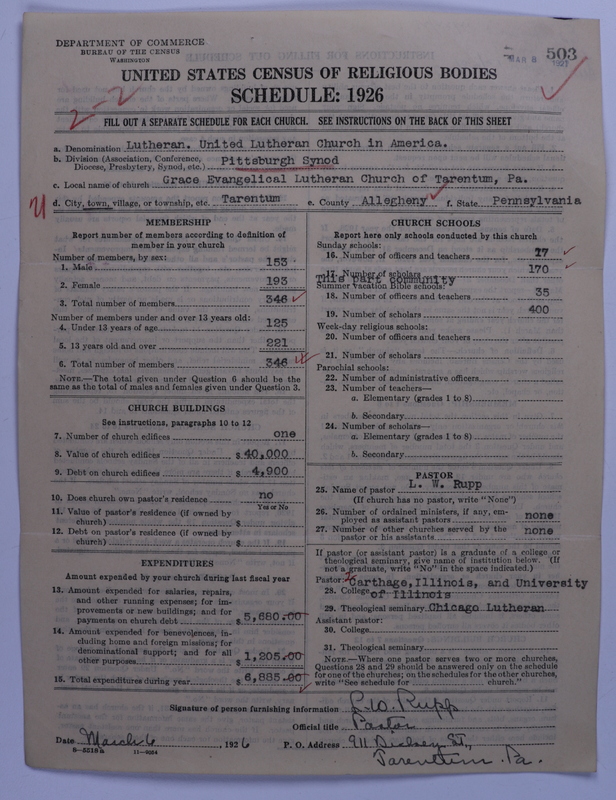 DEPARTMENT OF COMMERCE
BUREAU OF THE CENSUS
WASHINGTON
503
MAR 8 1927
UNITED STATES CENSUS OF RELIGIOUS BODIES
SCHEDULE: 1926
2-2
FILL OUT A SEPARATE SCHEDULE FOR EACH CHURCH. SEE INSTRUCTIONS ON THE BACK OF THIS SHEET
a. Denomination Lutheran. United Lutheran Church in America.
b. Division (Association, Conference, Diocese, Presbytery, Synod, etc.) Pittsburgh Synod
c. Local name of church Grace Evangelical Lutheran Church of Tarentum, Pa.
d. City, town, village, or township, etc. Tarentum e. County Allegheny f. State Pennsylvania
MEMBERSHIP
Report number of members according to definition of
member in your church
Number of members, by sex:
1. Male 153
2. Female 193
3. Total number of members 346
Number of members under and over 13 years old:
4. Under 13 years of age 125
5. 13 years old and over 221
6. Total number of members 346
NOTE.—The total given under Question 6 should be
same as the total of males and females given under Question 3.
CHURCH BUILDINGS
See instructions, paragraphs 10 to 12
7. Number of church edifices one
8. Value of church edifices $ 40,000
9. Debt on church edifices $ 4,900
10. Does church own pastor's residence no
Yes or No
11. Value of pastor's residence (if owned by
church) $
12. Debt on pastor's residence (if owned by
church) $
EXPENDITURES
Amount expended by your church during last fiscal year
13. Amount expended for salaries, repairs,
and other running expense; for im-
provements or new buildings; and for
payments on church debt $ 5,680.00
14. Amount expended for benevolences, in-
cluding home and foreign missions; for
denominational support; and for all
other purposes $ 1,205.00
15. Total expenditures during year $ 6,885.00
CHURCH SCHOOLS
Report here only schools conducted by this church
Sunday schools:
16. Number of officers and teachers 17
17. Number of scholars 170
This part community
Summer vacation Bible schools:
18. Number of officers and teachers 35
19. Number of scholars 400
Week-day religious schools:
20. Number of officers and teachers
21. Number of scholars
Parochial schools:
22. Number of administrative officers
23. Number of teachers—
a. Elementary (grades 1 to 8)
b. Secondary
24. Number of scholars—
a. Elementary (grades 1 to 8)
b. Secondary
PASTOR
25. Name of pastor L. W. Rupp
(If church has no pastor, write "None")
26. Number of ordained ministers, if any, em-
ployed as assistant pastors none
27. Number of other churches served by the
pastor or his assistants none
If pastor (or assistant pastor) is a graduate of a college or
theological seminary, give name of institution below. (If
not a graduate, write "No" in the space indicated.)
Pastor: Carthage, Illinois, and University
28. College of Illinois
29. Theological seminary Chicago Lutheran
Assistant pastor:
30. College
31. Theological seminary
NOTE.—Where one pastor serves two or more churches,
Questions 28 and 29 should be answered only on the schedule
for one of the churches; on the schedules for the other churches,
write "See schedule for church."
Signature of person furnishing information L. W. Rupp
Official title Pastor
Date March 6, 1926 P. O. Address 911 Dickey St.,
8-5518a 11-9064
Tarentum Pa.